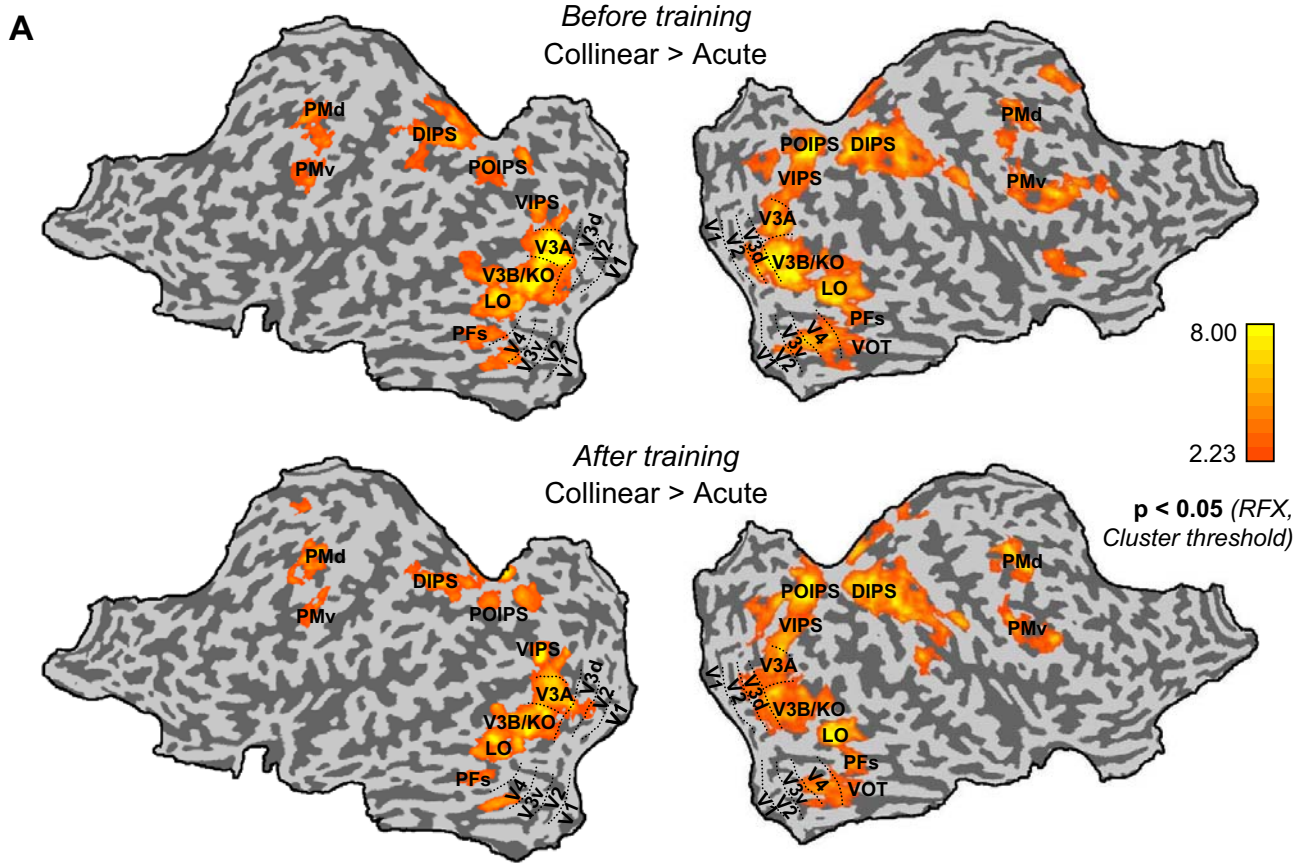 A
Before training
Collinear > Acute
PMd
PMv
DIPS
POIPS
VIPS
V3A
V3d
V2
V1
V3B/KO
LO
PFs
V4
V3v
V2
V1
POIPS
DIPS
PMd
VIPS
PMv
V3A
V1
V2
V3d
V3B/KO
LO
PFs
V4
VOT
V3v
V1
V2
8.00
2.23
p < 0.05 (RFX,
Cluster threshold)
After training
Collinear > Acute
PMd
PMv
DIPS
POIPS
VIPS
V3A
V3d
V2
V1
V3B/KO
LO
PFs
V4
V3v
V2
V1
POIPS
DIPS
PMd
VIPS
PMv
V3A
V1
V2
V3d
V3B/KO
LO
PFs
V4
VOT
V3v
V1
V2